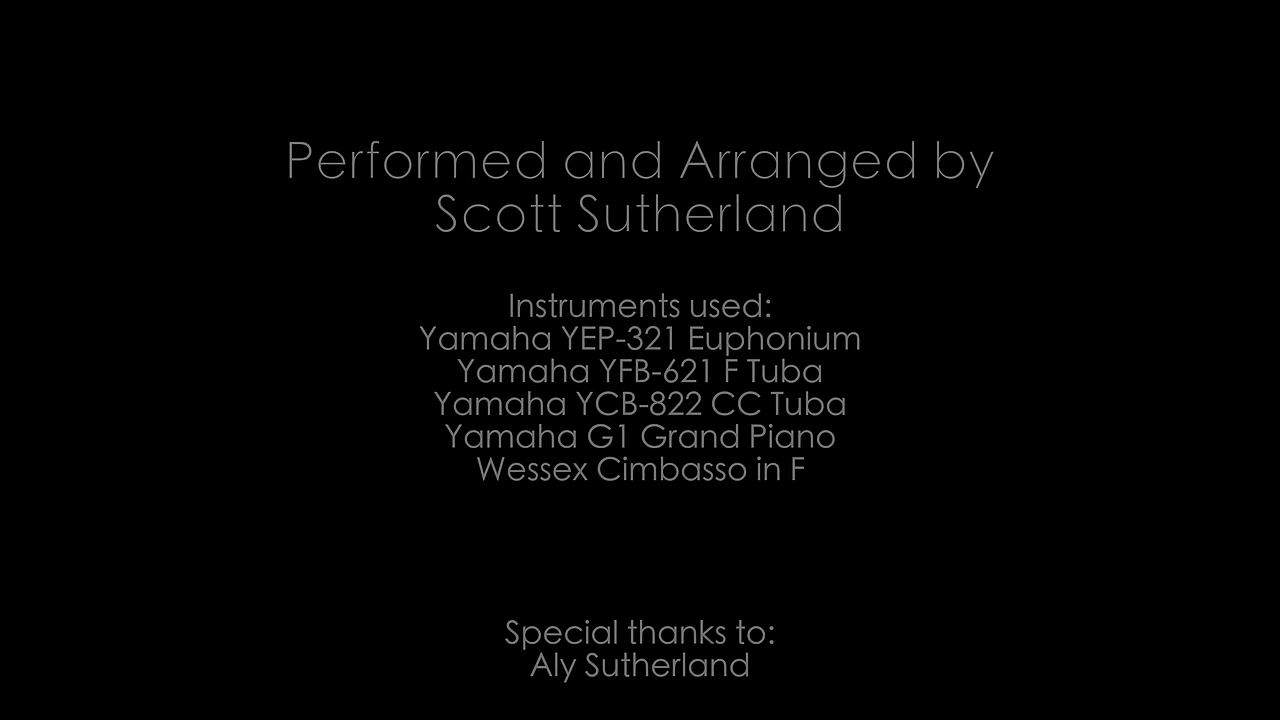 Performed and Arranged by
Scott Sutherland
Instruments used:
Yamaha YEP-321 Euphonium
Yamaha YFB-621 F Tuba
Yamaha YCB-822 CC Tuba
Yamaha G1 Grand Piano
Wessex Cimbasso in F
Special thanks to:
Aly Sutherland